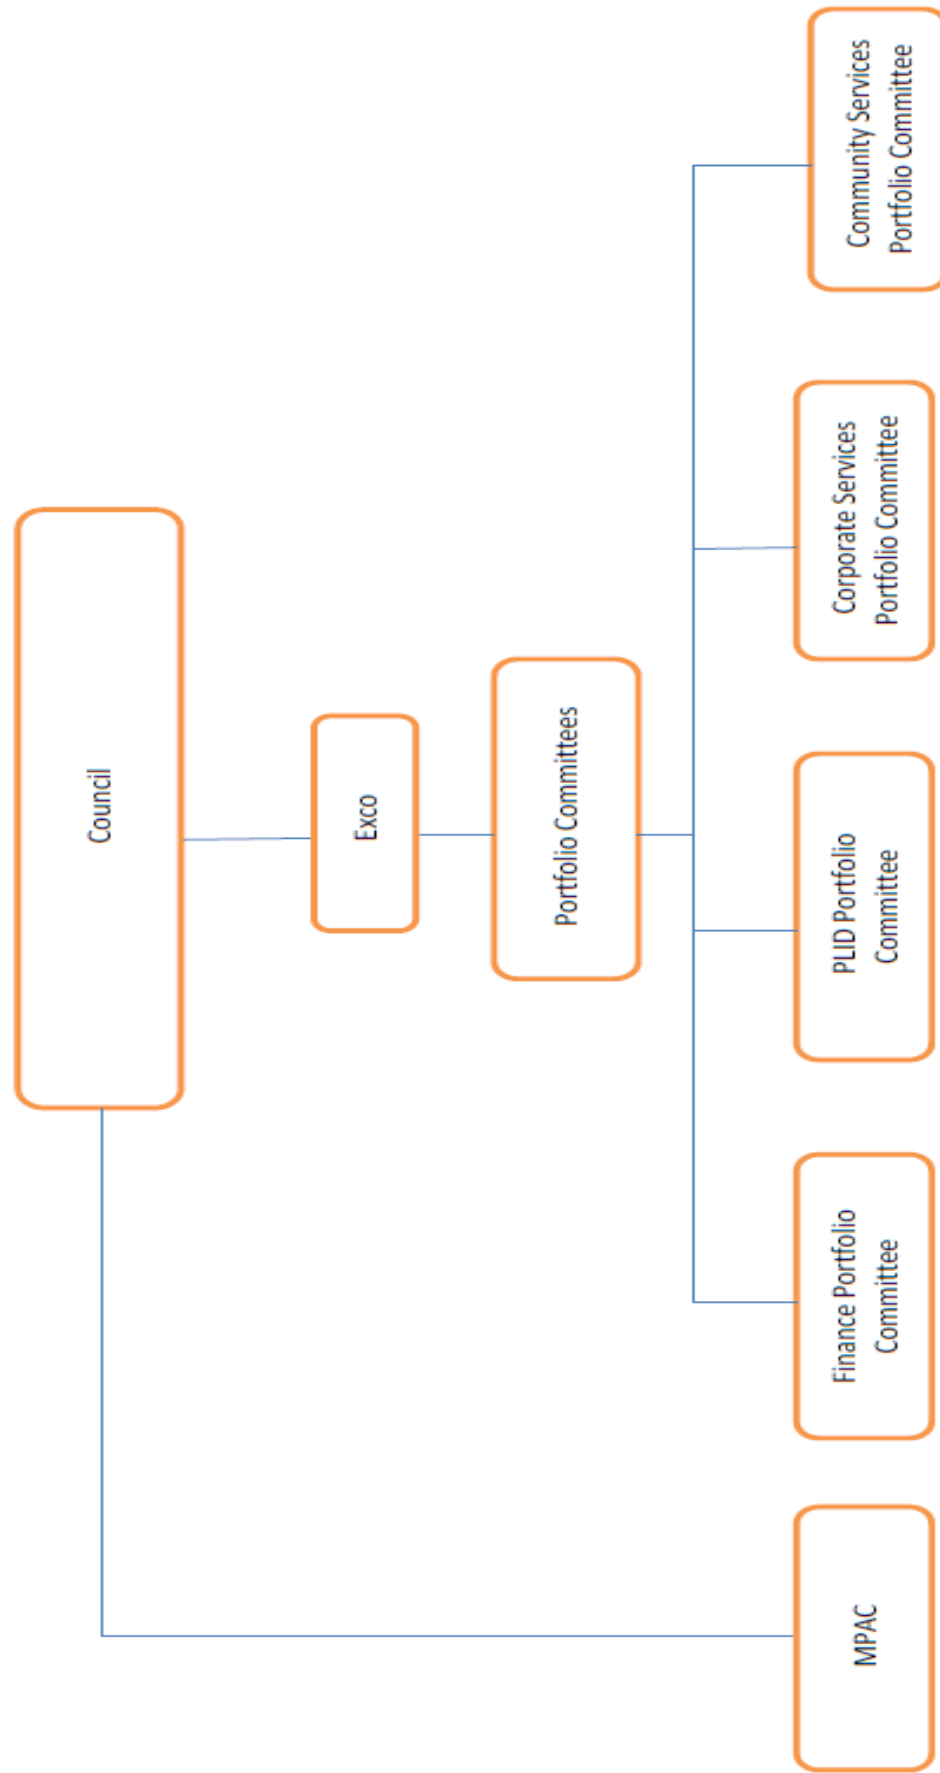 Council
Exco
Portfolio Committees
MPAC
Finance Portfolio
Committee
PLID Portfolio
Committee
Corporate Services
Portfolio Committee
Community Services
Portfolio Committee